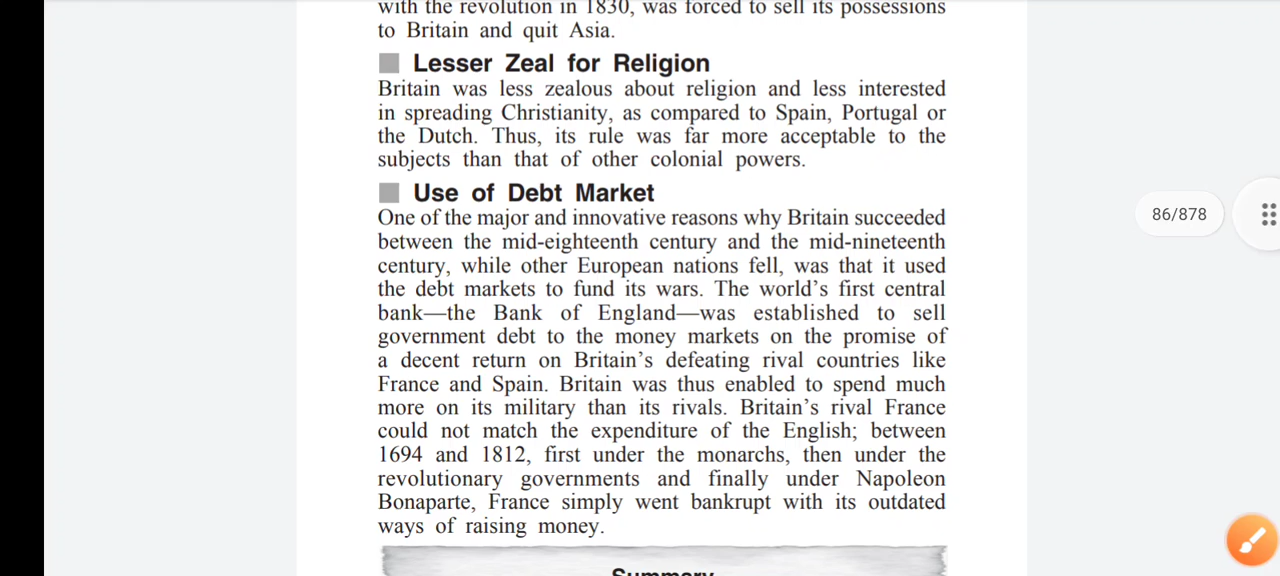 with the revolution in 1830, was forced to sell its possessions
to Britain and quit Asia.
Lesser Zeal for Religion
Britain was less zealous about religion and less interested
in spreading Christianity, as compared to Spain, Portugal or
the Dutch. Thus, its rule was far more acceptable to the
subjects than that of other colonial powers.
Use of Debt Market
One of the major and innovative reasons why Britain succeeded
between the mid-eighteenth century and the mid-nineteenth
century, while other European nations fell, was that it used
the debt markets to fund its wars. The world’s first central
bank—the Bank of England—was established to sell
government debt to the money markets on the promise of
a decent return on Britain’s defeating rival countries like
France and Spain. Britain was thus enabled to spend much
more on its military than its rivals. Britain’s rival France
could not match the expenditure of the English; between
1694 and 1812, first under the monarchs, then under the
revolutionary governments and finally under Napoleon
Bonaparte, France simply went bankrupt with its outdated
ways of raising money.
Summary
86/878